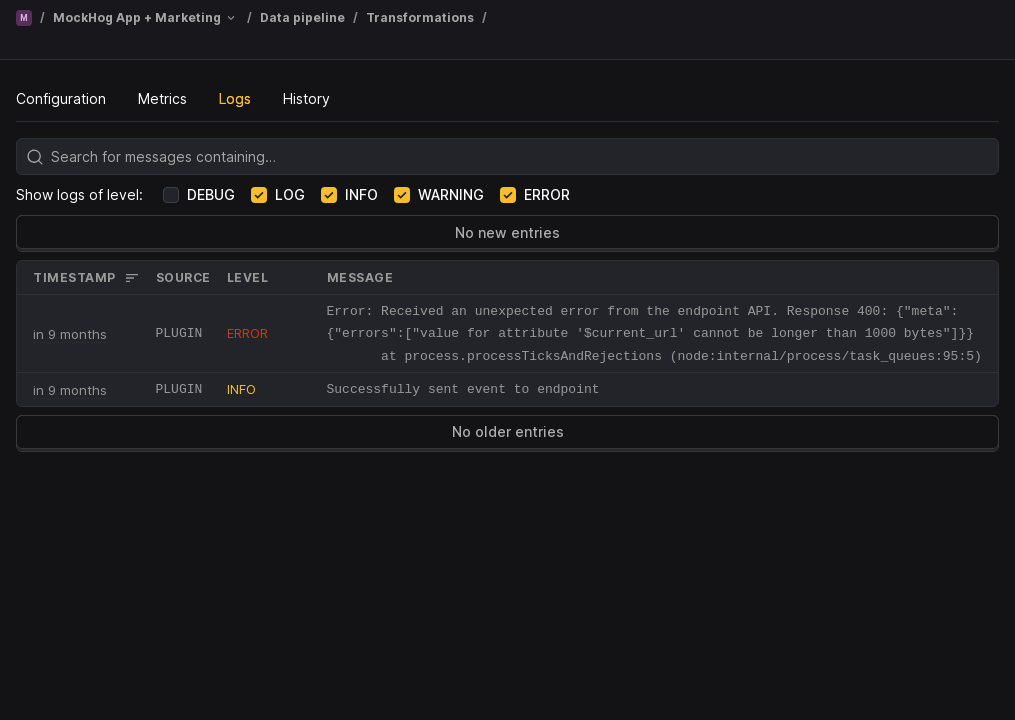 M / MockHog App + Marketing / Data pipeline / Transformations /
Configuration Metrics Logs History
Search for messages containing…
Show logs of level: DEBUG LOG INFO WARNING ERROR
No new entries
TIMESTAMP SOURCE LEVEL MESSAGE
in 9 months PLUGIN ERROR Error: Received an unexpected error from the endpoint API. Response 400: {"meta":
{"errors":["value for attribute '$current_url' cannot be longer than 1000 bytes"]}}
at process.processTicksAndRejections (node:internal/process/task_queues:95:5)
in 9 months PLUGIN INFO Successfully sent event to endpoint
No older entries